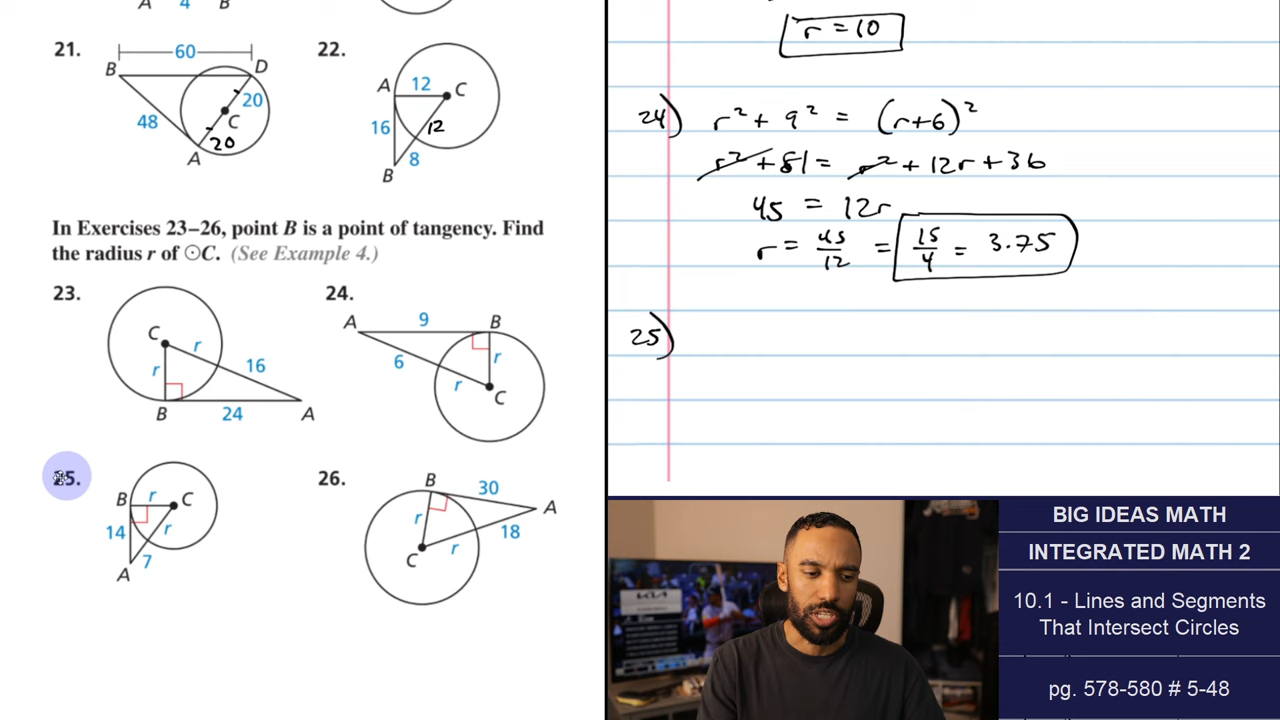 A 4 B
21.
60
B
D
20
C
48
20
A
22.
A 12 C
16
12
8
B
In Exercises 23–26, point B is a point of tangency. Find
the radius r of ⊙C. (See Example 4.)
23.
C
r
r
16
B 24 A
24.
A 9 B
6
r
r
C
25.
B r C
14
r
7
A
26.
B 30
A
r
18
C r
r = 10
24) r² + 9² = (r+6)²
r² + 81 = r² + 12r + 36
45 = 12r
r = 45/12 = 15/4 = 3.75
25)
KIA
BIG IDEAS MATH
INTEGRATED MATH 2
10.1 - Lines and Segments
That Intersect Circles
pg. 578-580 # 5-48